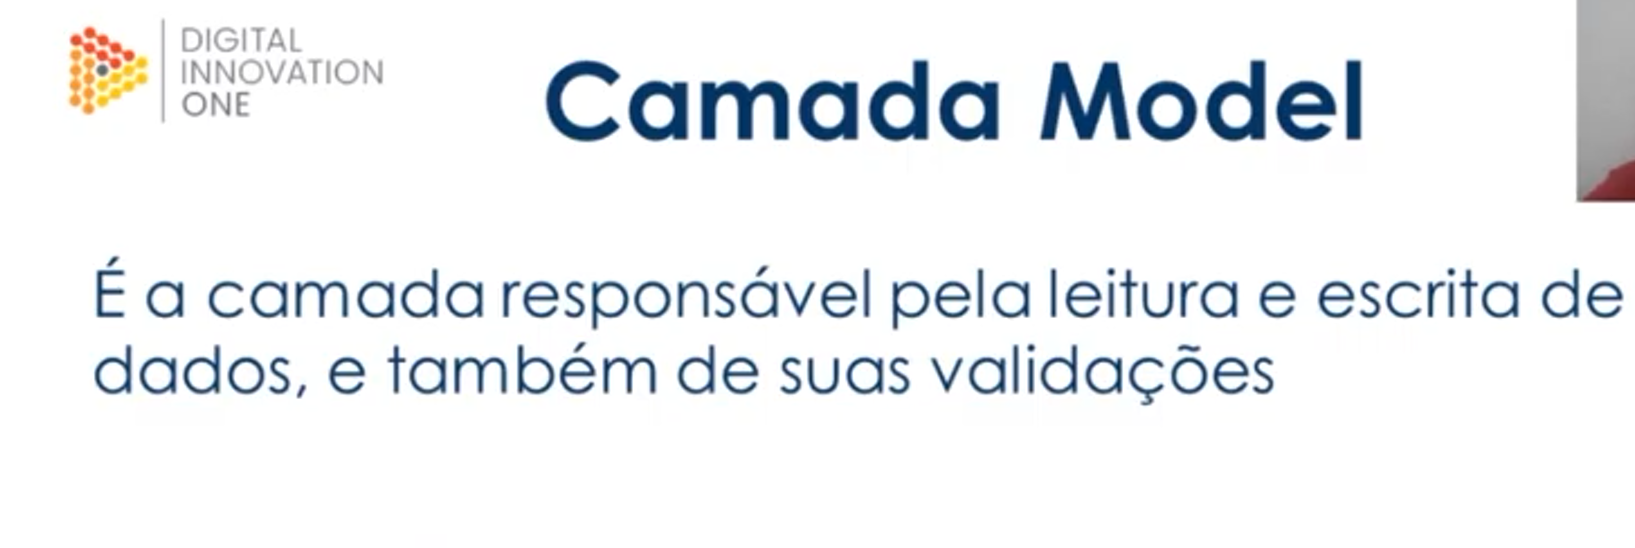 DIGITAL
INNOVATION
ONE
Camada Model
É a camada responsável pela leitura e escrita de
dados, e também de suas validações